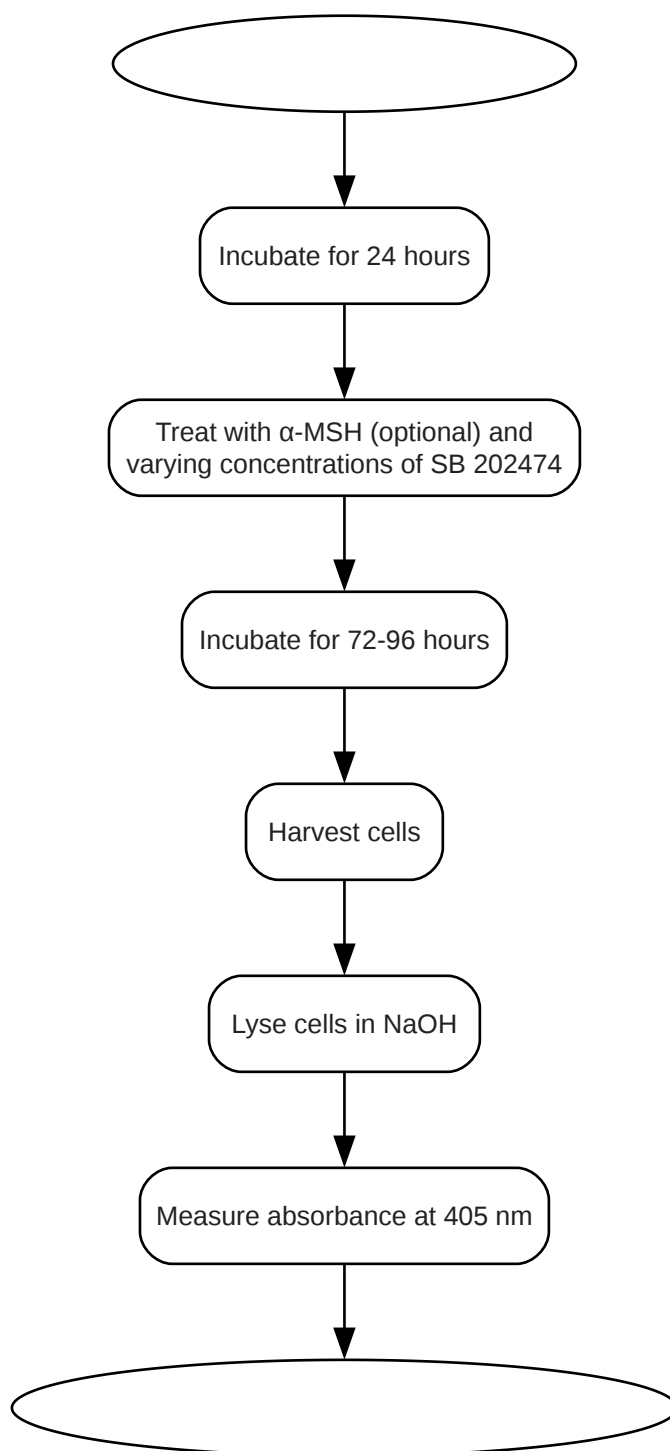 Incubate for 24 hours
Treat with α-MSH (optional) and
varying concentrations of SB 202474
Incubate for 72-96 hours
Harvest cells
Lyse cells in NaOH
Measure absorbance at 405 nm